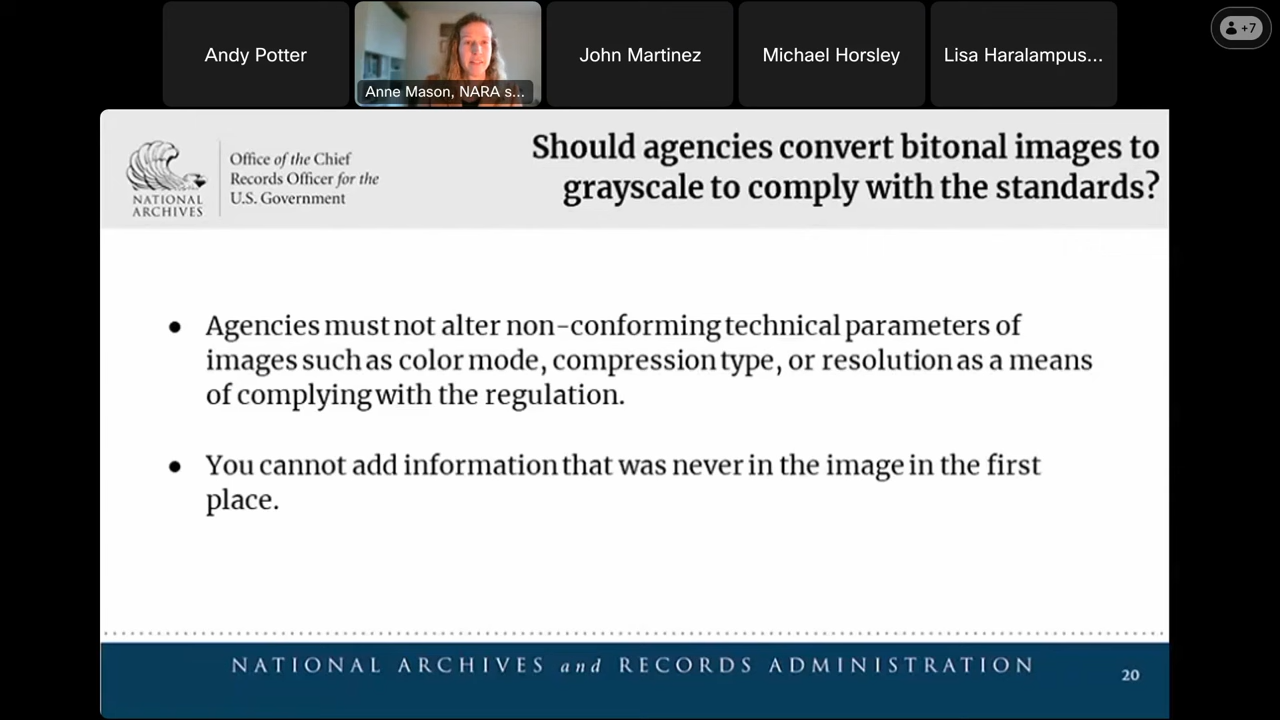 Andy Potter
Anne Mason, NARA s...
John Martinez
Michael Horsley
Lisa Haralampus...
+7
NATIONAL
ARCHIVES
Office of the Chief
Records Officer for the
U.S. Government
Should agencies convert bitonal images to
grayscale to comply with the standards?
● Agencies must not alter non-conforming technical parameters of
images such as color mode, compression type, or resolution as a means
of complying with the regulation.
● You cannot add information that was never in the image in the first
place.
NATIONAL ARCHIVES and RECORDS ADMINISTRATION
20